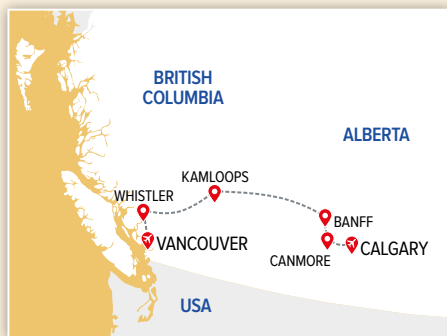 BRITISH
COLUMBIA
ALBERTA
KAMLOOPS
WHISTLER
BANFF
VANCOUVER
CALGARY
CANMORE
USA